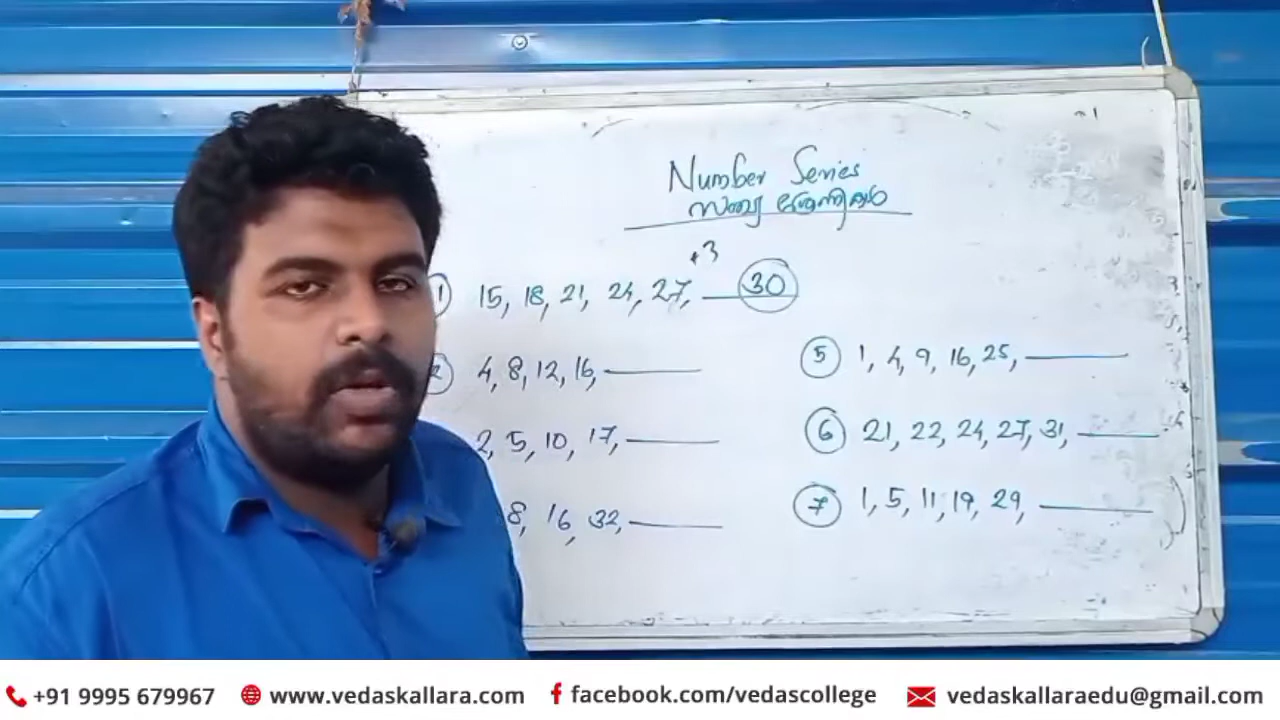 Number Series
സംഖ്യാ ശ്രേണികൾ
+3
1) 15, 18, 21, 24, 27, 30
2 4, 8, 12, 16,
2, 5, 10, 17,
8, 16, 32,
5 1, 4, 9, 16, 25,
6 21, 22, 24, 27, 31,
7 1, 5, 11, 19, 29,
+91 9995 679967 www.vedaskallara.com facebook.com/vedascollege vedaskallaraedu@gmail.com